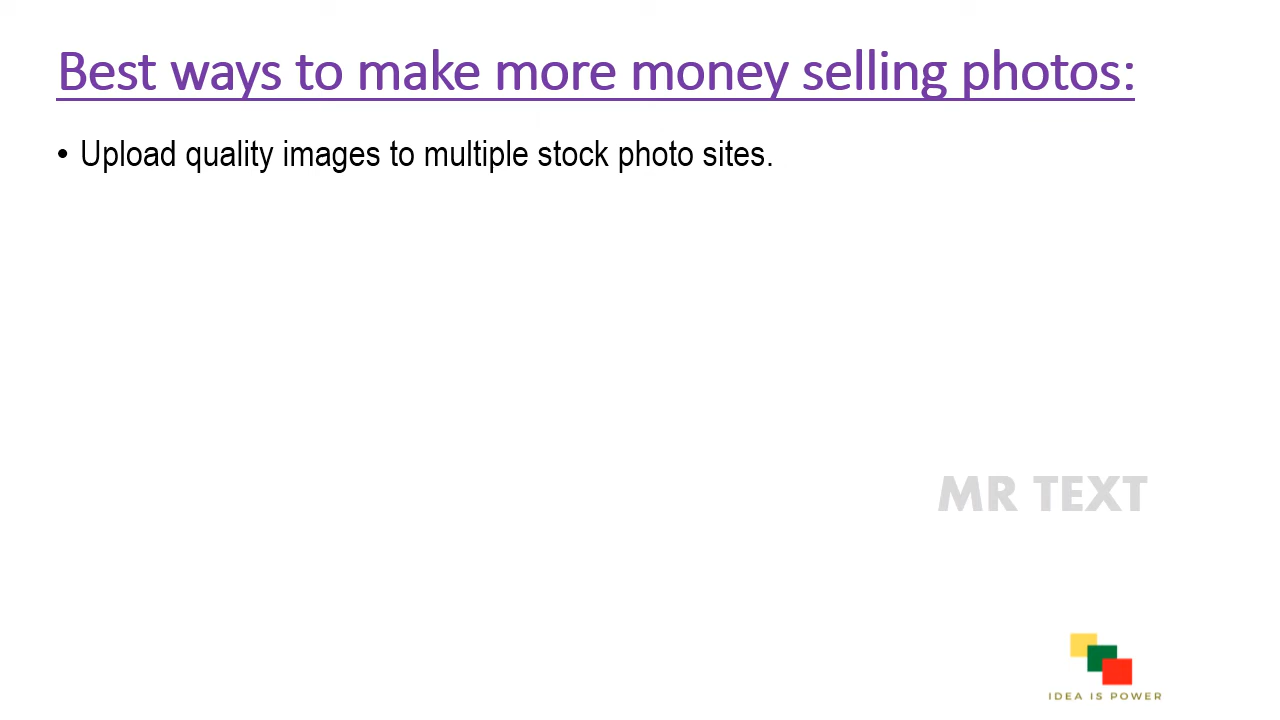 Best ways to make more money selling photos:
• Upload quality images to multiple stock photo sites.
MR TEXT
IDEA IS POWER